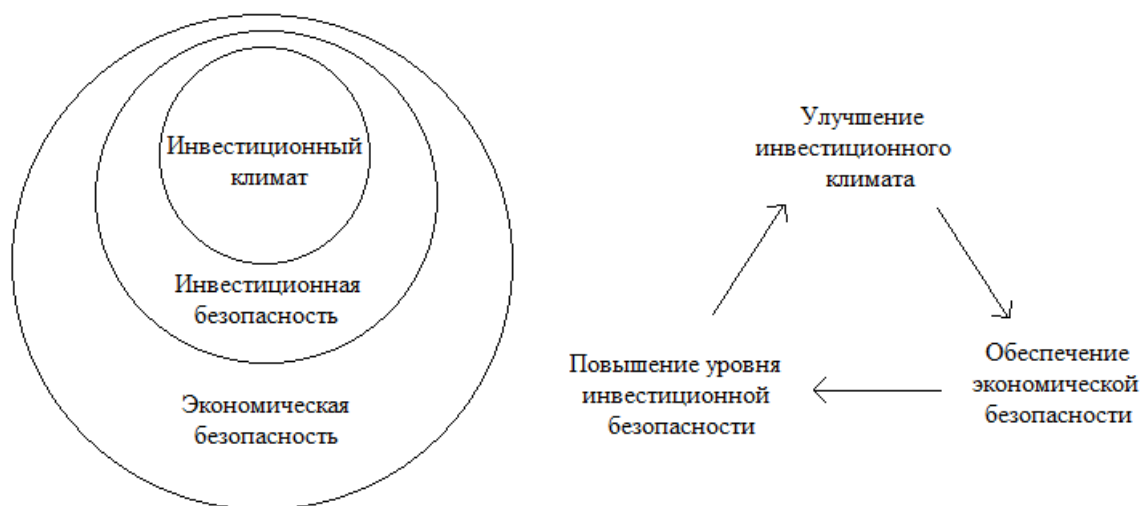 Инвестиционный
климат
Инвестиционная
безопасность
Экономическая
безопасность
Улучшение
инвестиционного
климата
Обеспечение
экономической
безопасности
Повышение уровня
инвестиционной
безопасности